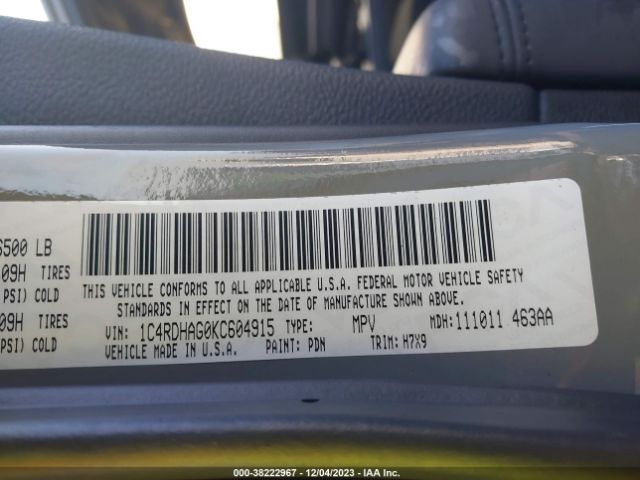 6500 LB
09H TIRES
PSI) COLD
09H TIRES
PSI) COLD
THIS VEHICLE CONFORMS TO ALL APPLICABLE U.S.A. FEDERAL MOTOR VEHICLE SAFETY
STANDARDS IN EFFECT ON THE DATE OF MANUFACTURE SHOWN ABOVE.
VIN: 1C4RDHAG0KC604915 TYPE: MPV MDH:111011 463AA
VEHICLE MADE IN U.S.A. PAINT: PDN TRIM: H7X9
000-38222967 - 12/04/2023 - IAA Inc.